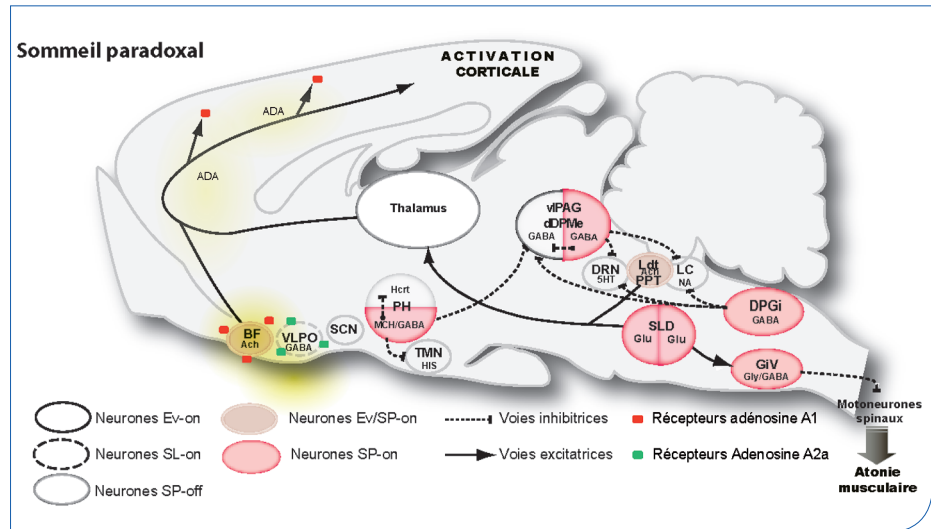 Sommeil paradoxal
ACTIVATION
CORTICALE
ADA
ADA
Thalamus
vlPAG
dDPMe
GABA
GABA
DRN
5HT
Ldt
Ach
PPT
LC
NA
DPGi
GABA
Hcrt
PH
MCH/GABA
SLD
Glu
Glu
GiV
Gly/GABA
BF
Ach
VLPO
GABA
SCN
TMN
HIS
Motoneurones
spinaux
Atonie
musculaire
Neurones Ev-on
Neurones Ev/SP-on
Voies inhibitrices
Récepteurs adénosine A1
Neurones SL-on
Neurones SP-on
Voies excitatrices
Récepteurs Adenosine A2a
Neurones SP-off